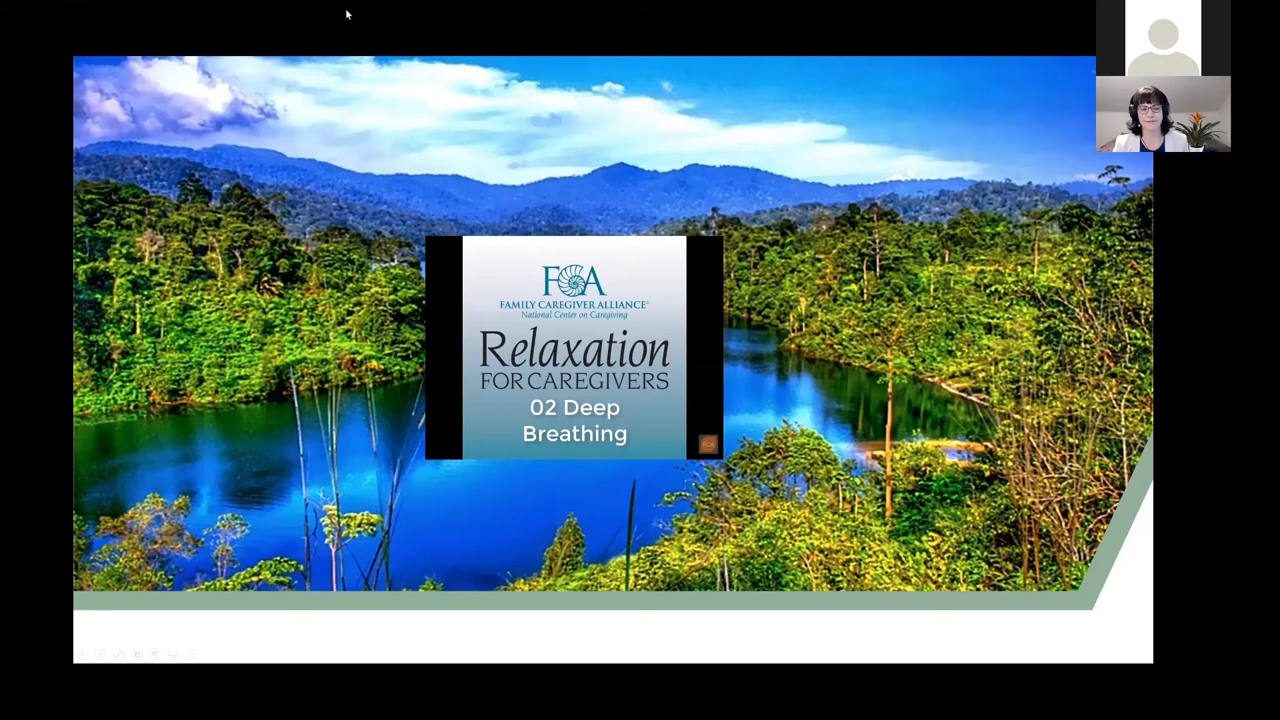 FCA
FAMILY CAREGIVER ALLIANCE®
National Center on Caregiving
Relaxation
FOR CAREGIVERS
02 Deep
Breathing